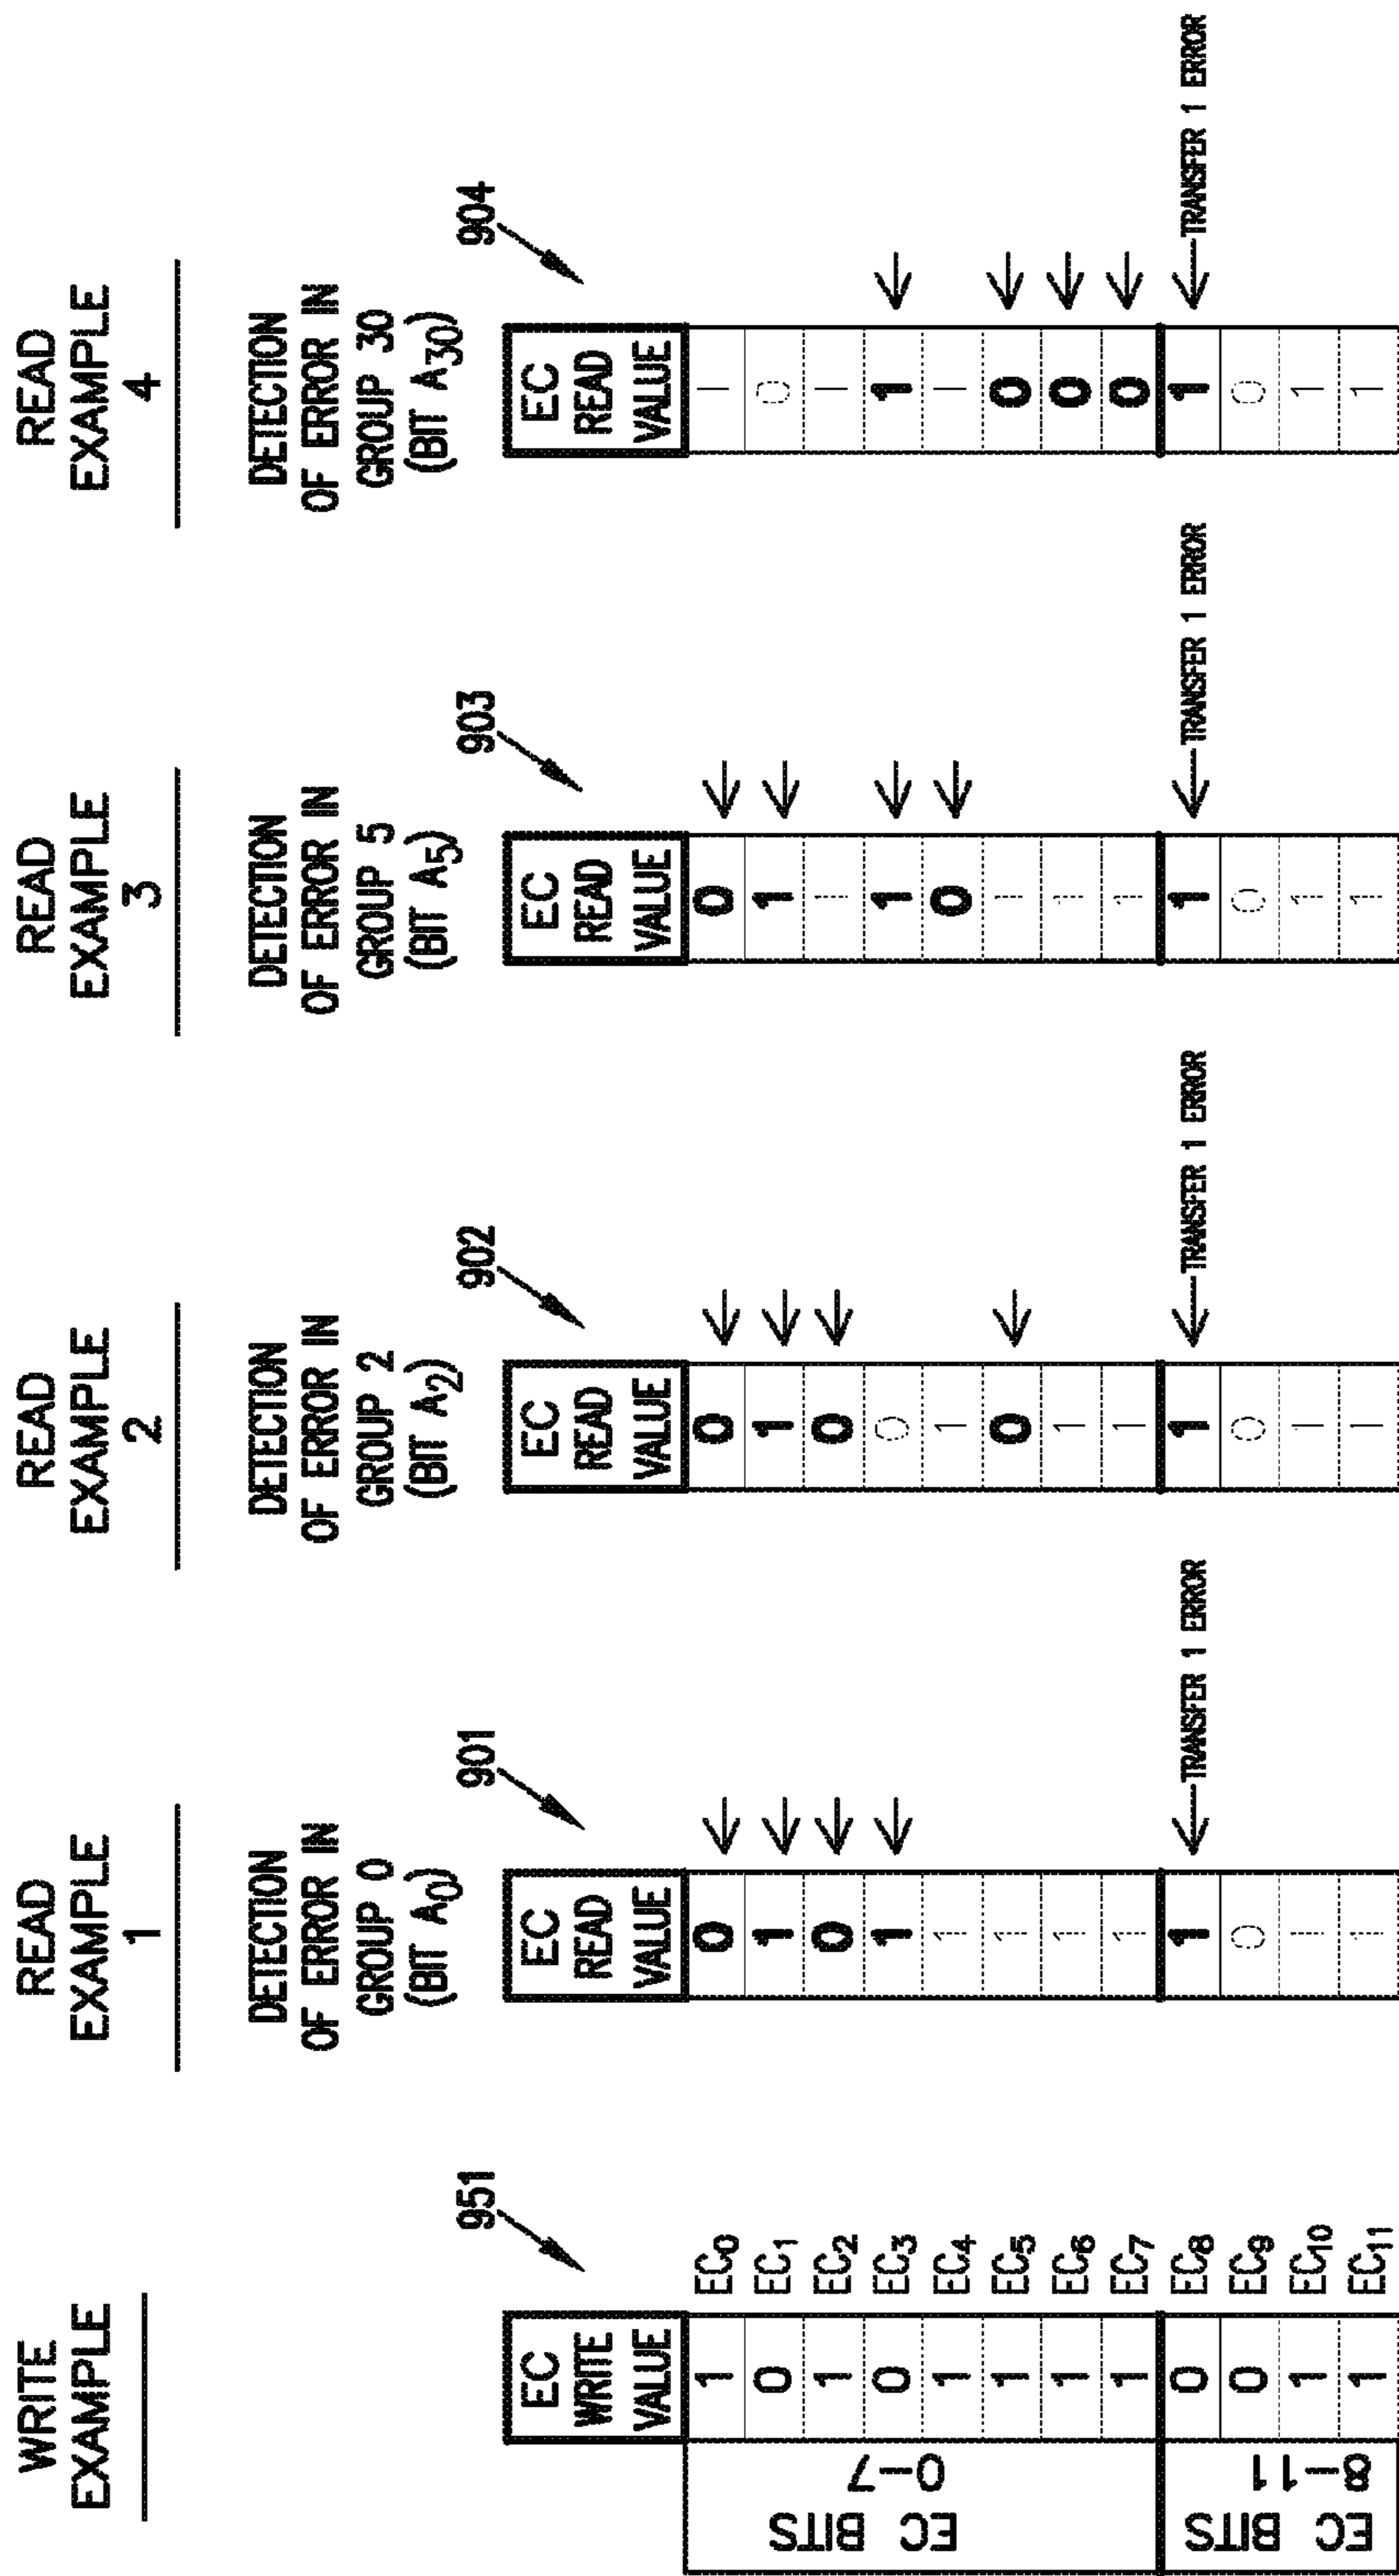 WRITE
EXAMPLE
951
EC
WRITE
VALUE
EC BITS
0-7
EC BITS
8-11
1 EC0
0 EC1
1 EC2
0 EC3
1 EC4
1 EC5
1 EC6
1 EC7
0 EC8
0 EC9
1 EC10
1 EC11
READ
EXAMPLE
1
DETECTION
OF ERROR IN
GROUP 0
(BIT A0)
901
EC
READ
VALUE
0
1
0
1
1
1
1
1
1 TRANSFER 1 ERROR
0
1
1
READ
EXAMPLE
2
DETECTION
OF ERROR IN
GROUP 2
(BIT A2)
902
EC
READ
VALUE
0
1
0
0
1
0
1
1
1 TRANSFER 1 ERROR
0
1
1
READ
EXAMPLE
3
DETECTION
OF ERROR IN
GROUP 5
(BIT A5)
903
EC
READ
VALUE
0
1
1
1
0
1
1
1
1 TRANSFER 1 ERROR
0
1
1
READ
EXAMPLE
4
DETECTION
OF ERROR IN
GROUP 30
(BIT A30)
904
EC
READ
VALUE
1
0
1
1
1
0
0
0
1 TRANSFER 1 ERROR
0
1
1